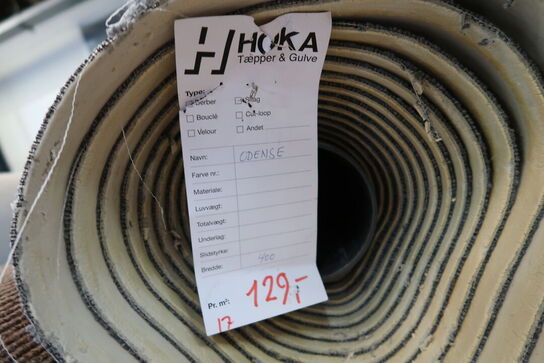 HOKA
Tæpper & Gulve
Type:
Berber
Bouclé Cut-loop
Velour Andet
Navn: ODENSE
Farve nr.:
Materiale:
Luvvægt:
Totalvægt:
Underlag:
Slidstyrke:
Bredde: 400
Pr. m²: 129,-
17